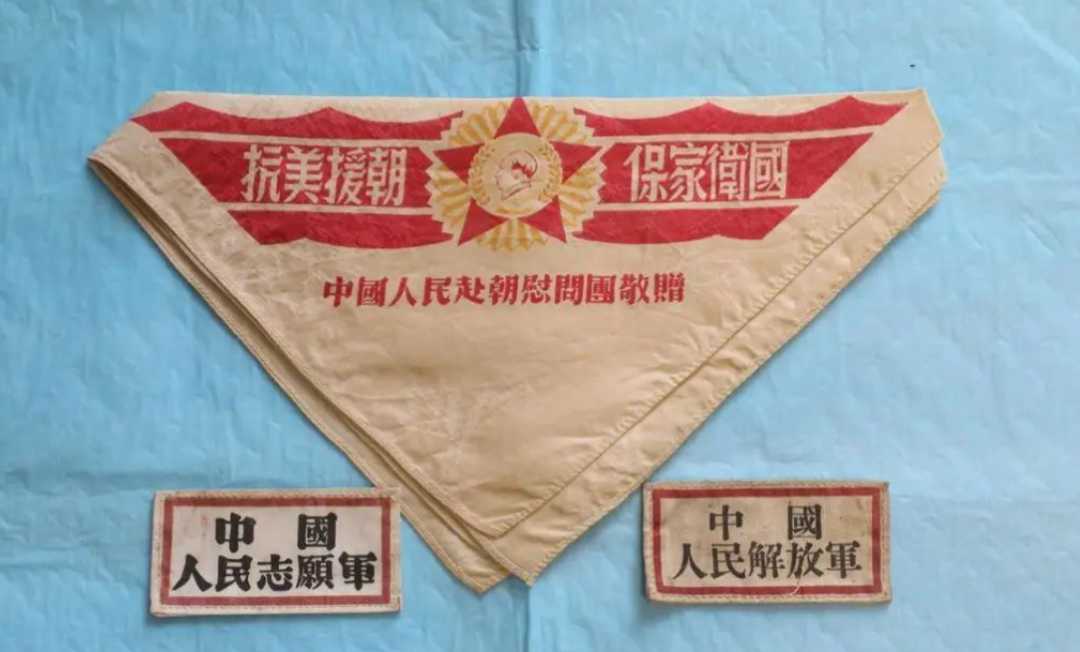 抗美援朝 保家衛國
中國人民赴朝慰問團敬贈
中國
人民志願軍
中國
人民解放軍